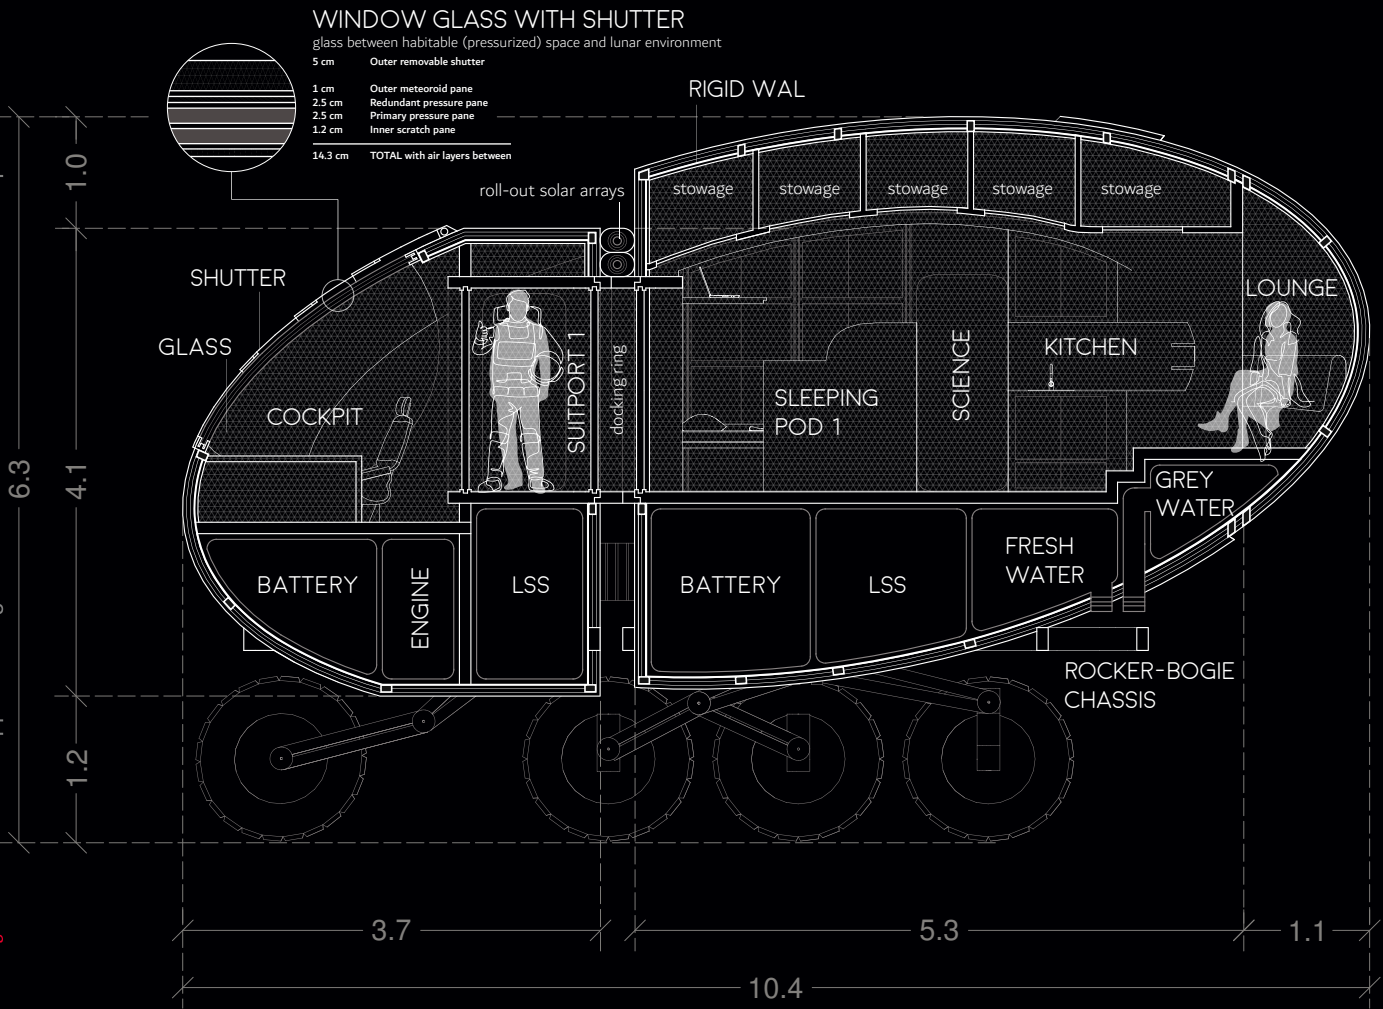 WINDOW GLASS WITH SHUTTER
glass between habitable (pressurized) space and lunar environment
5 cm Outer removable shutter
1 cm Outer meteoroid pane
2.5 cm Redundant pressure pane
2.5 cm Primary pressure pane
1.2 cm Inner scratch pane
14.3 cm TOTAL with air layers between
RIGID WAL
roll-out solar arrays
stowage
stowage
stowage
stowage
stowage
SHUTTER
GLASS
COCKPIT
SUITPORT 1
docking ring
SLEEPING
POD 1
SCIENCE
KITCHEN
LOUNGE
GREY
WATER
BATTERY
ENGINE
LSS
BATTERY
LSS
FRESH
WATER
ROCKER-BOGIE
CHASSIS
1.0
6.3
4.1
1.2
3.7
5.3
1.1
10.4